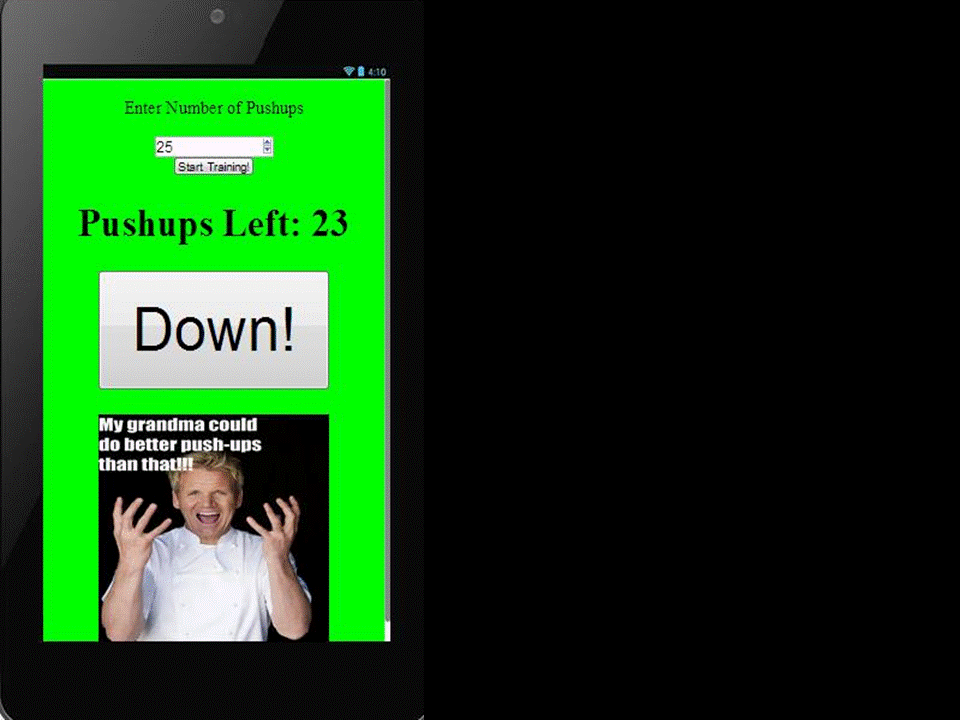 4:10
Enter Number of Pushups
25
Start Training!
Pushups Left: 23
Down!
My grandma could
do better push-ups
than that!!!